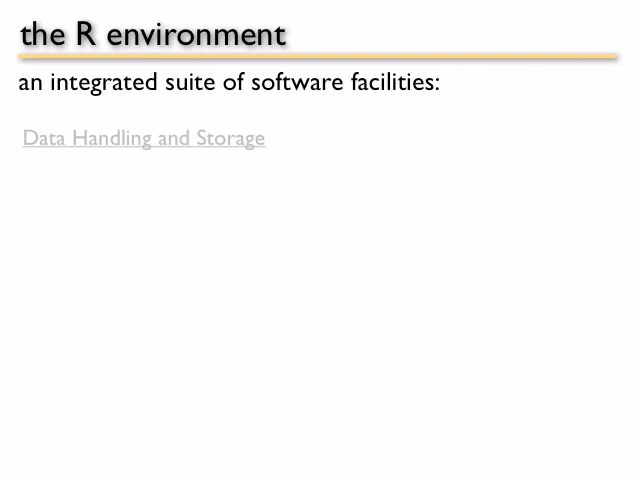 the R environment
an integrated suite of software facilities:
Data Handling and Storage